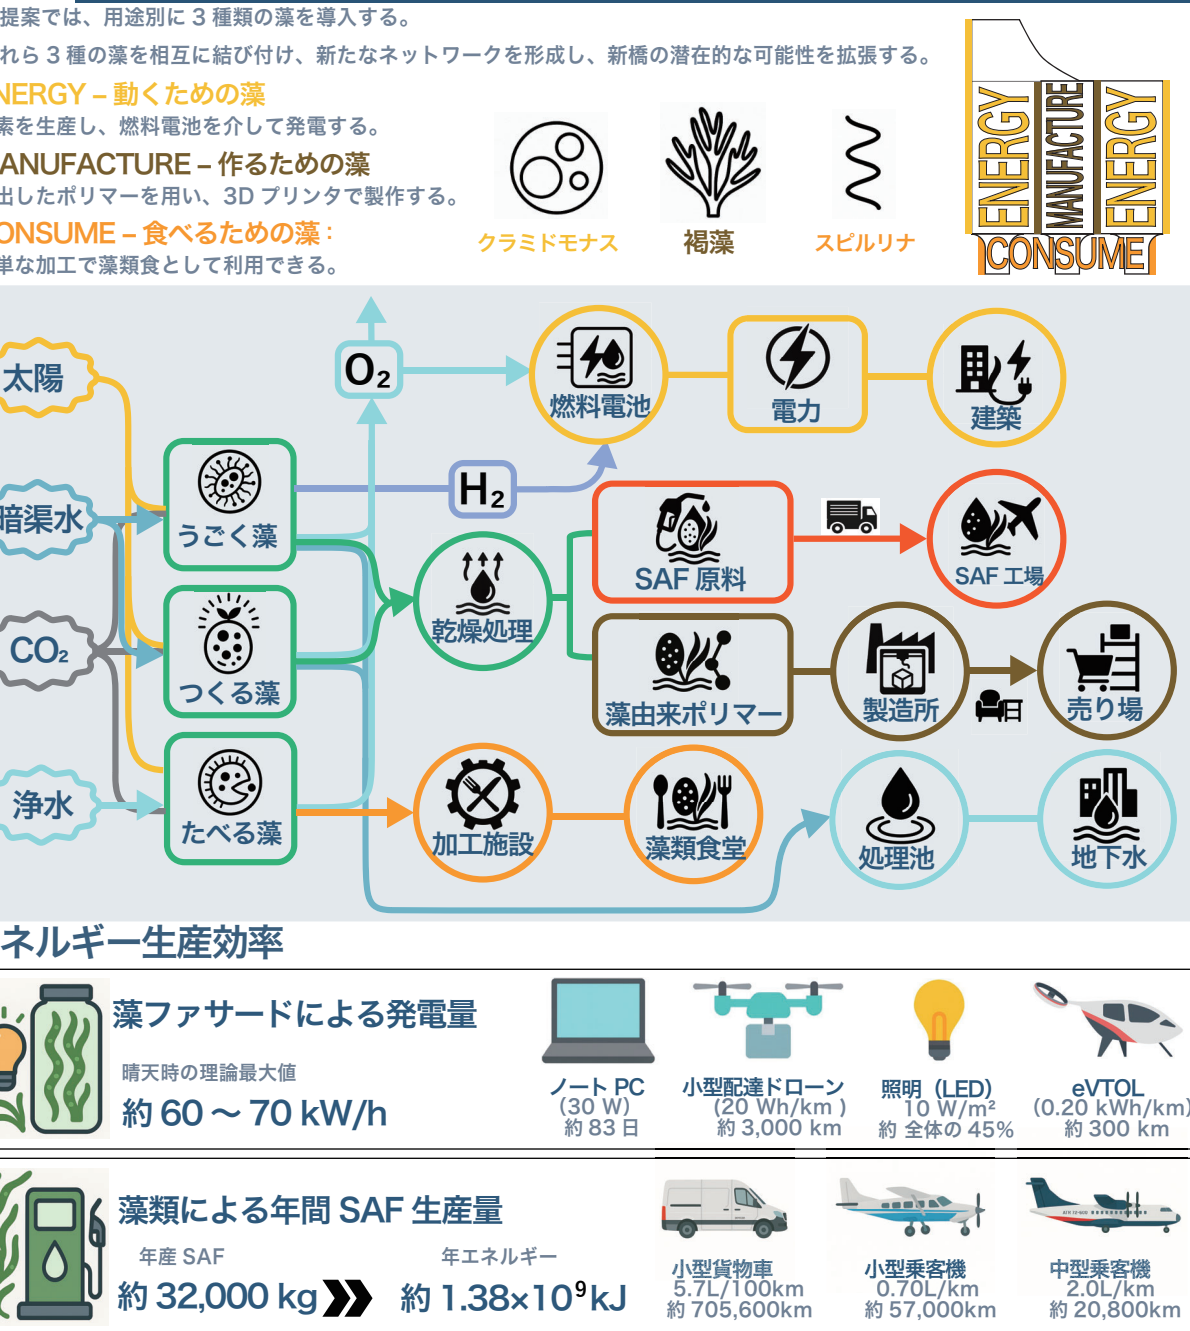 提案では、用途別に 3 種類の藻を導入する。
れら 3 種の藻を相互に結び付け、新たなネットワークを形成し、新橋の潜在的な可能性を拡張する。
NERGY – 動くための藻
素を生産し、燃料電池を介して発電する。
ANUFACTURE – 作るための藻
出したポリマーを用い、3D プリンタで製作する。
ONSUME – 食べるための藻：
単な加工で藻類食として利用できる。
クラミドモナス
褐藻
スピルリナ
ENERGY
MANUFACTURE
ENERGY
CONSUME
太陽
暗渠水
CO₂
浄水
うごく藻
つくる藻
たべる藻
O₂
H₂
燃料電池
電力
建築
乾燥処理
SAF 原料
SAF 工場
藻由来ポリマー
製造所
売り場
加工施設
藻類食堂
処理池
地下水
ネルギー生産効率
藻ファサードによる発電量
晴天時の理論最大値
約 60 ～ 70 kW/h
ノート PC
(30 W)
約 83 日
小型配達ドローン
(20 Wh/km )
約 3,000 km
照明（LED）
10 W/m²
約 全体の 45%
eVTOL
(0.20 kWh/km)
約 300 km
藻類による年間 SAF 生産量
年産 SAF
約 32,000 kg
年エネルギー
約 1.38×10⁹kJ
小型貨物車
5.7L/100km
約 705,600km
小型乗客機
0.70L/km
約 57,000km
中型乗客機
2.0L/km
約 20,800km